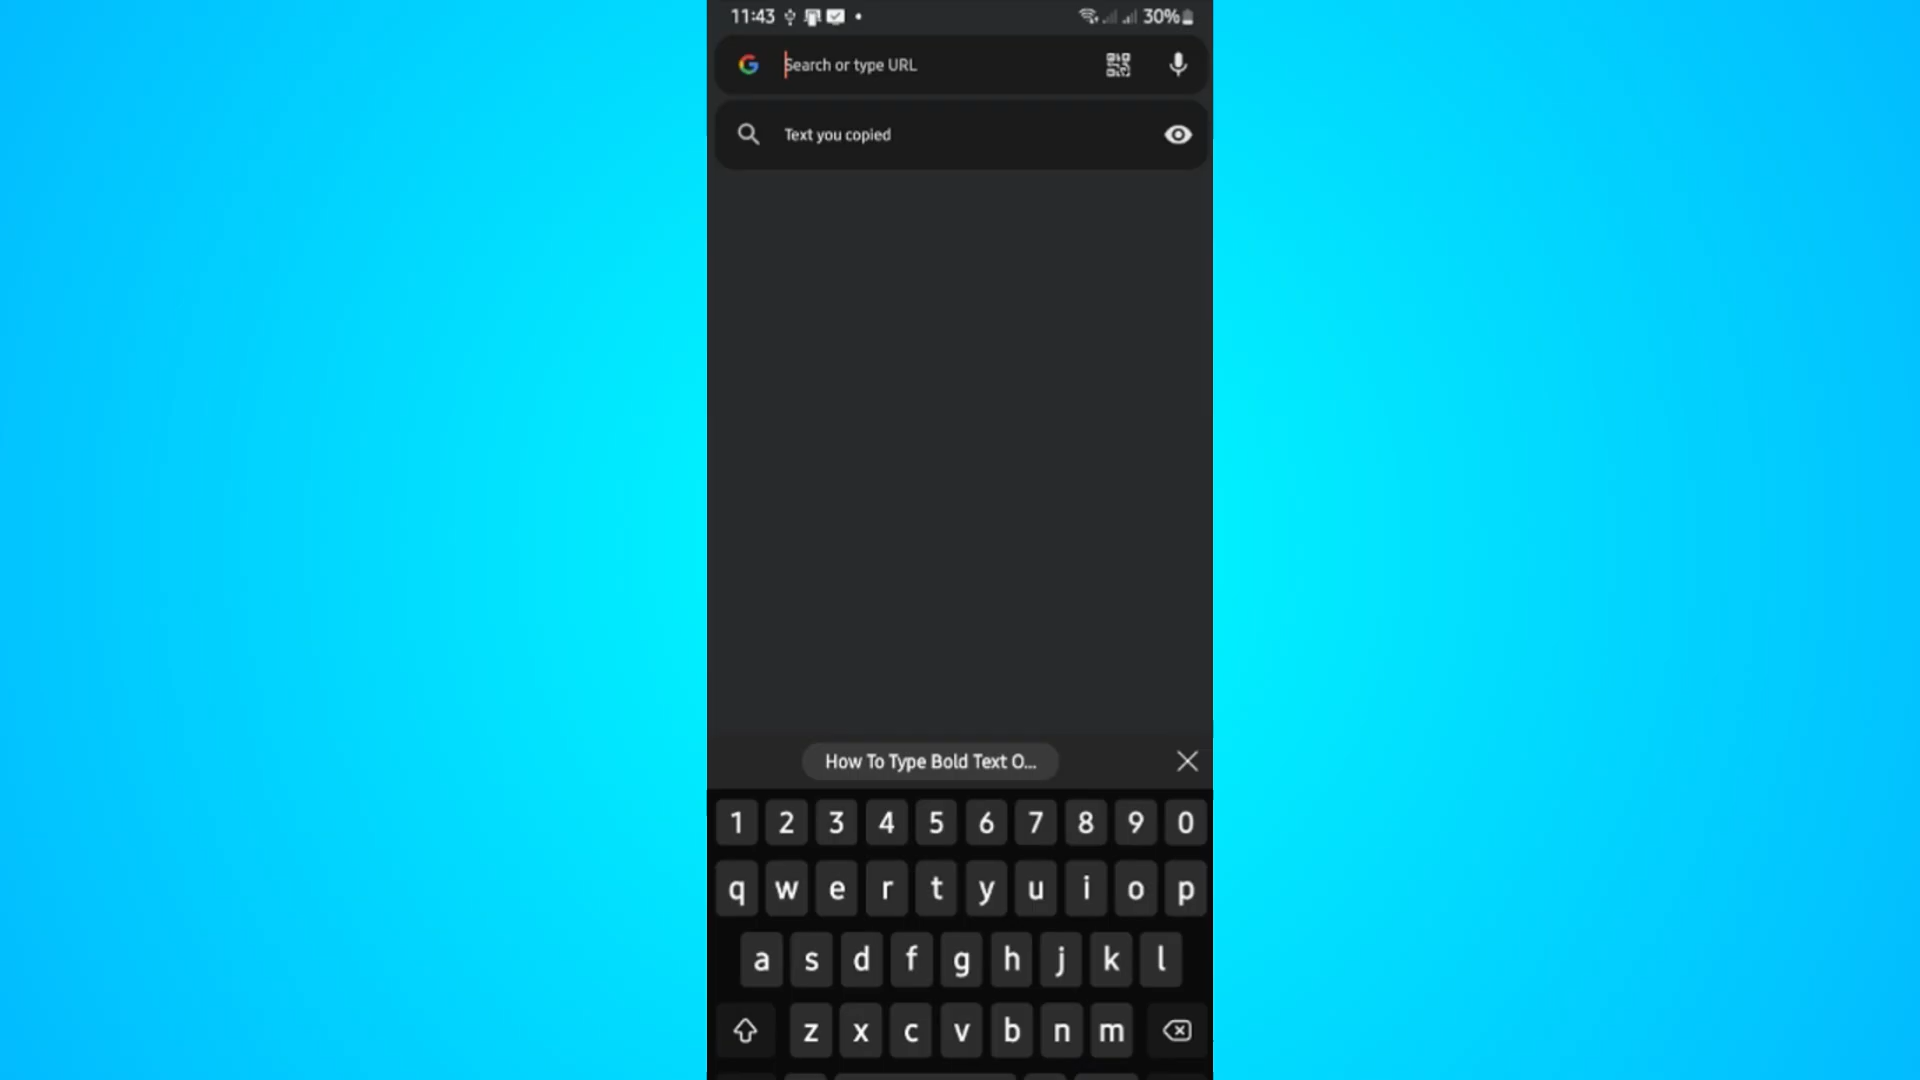 11:43 30%
Search or type URL
Text you copied
How To Type Bold Text O...
1 2 3 4 5 6 7 8 9 0
q w e r t y u i o p
a s d f g h j k l
z x c v b n m